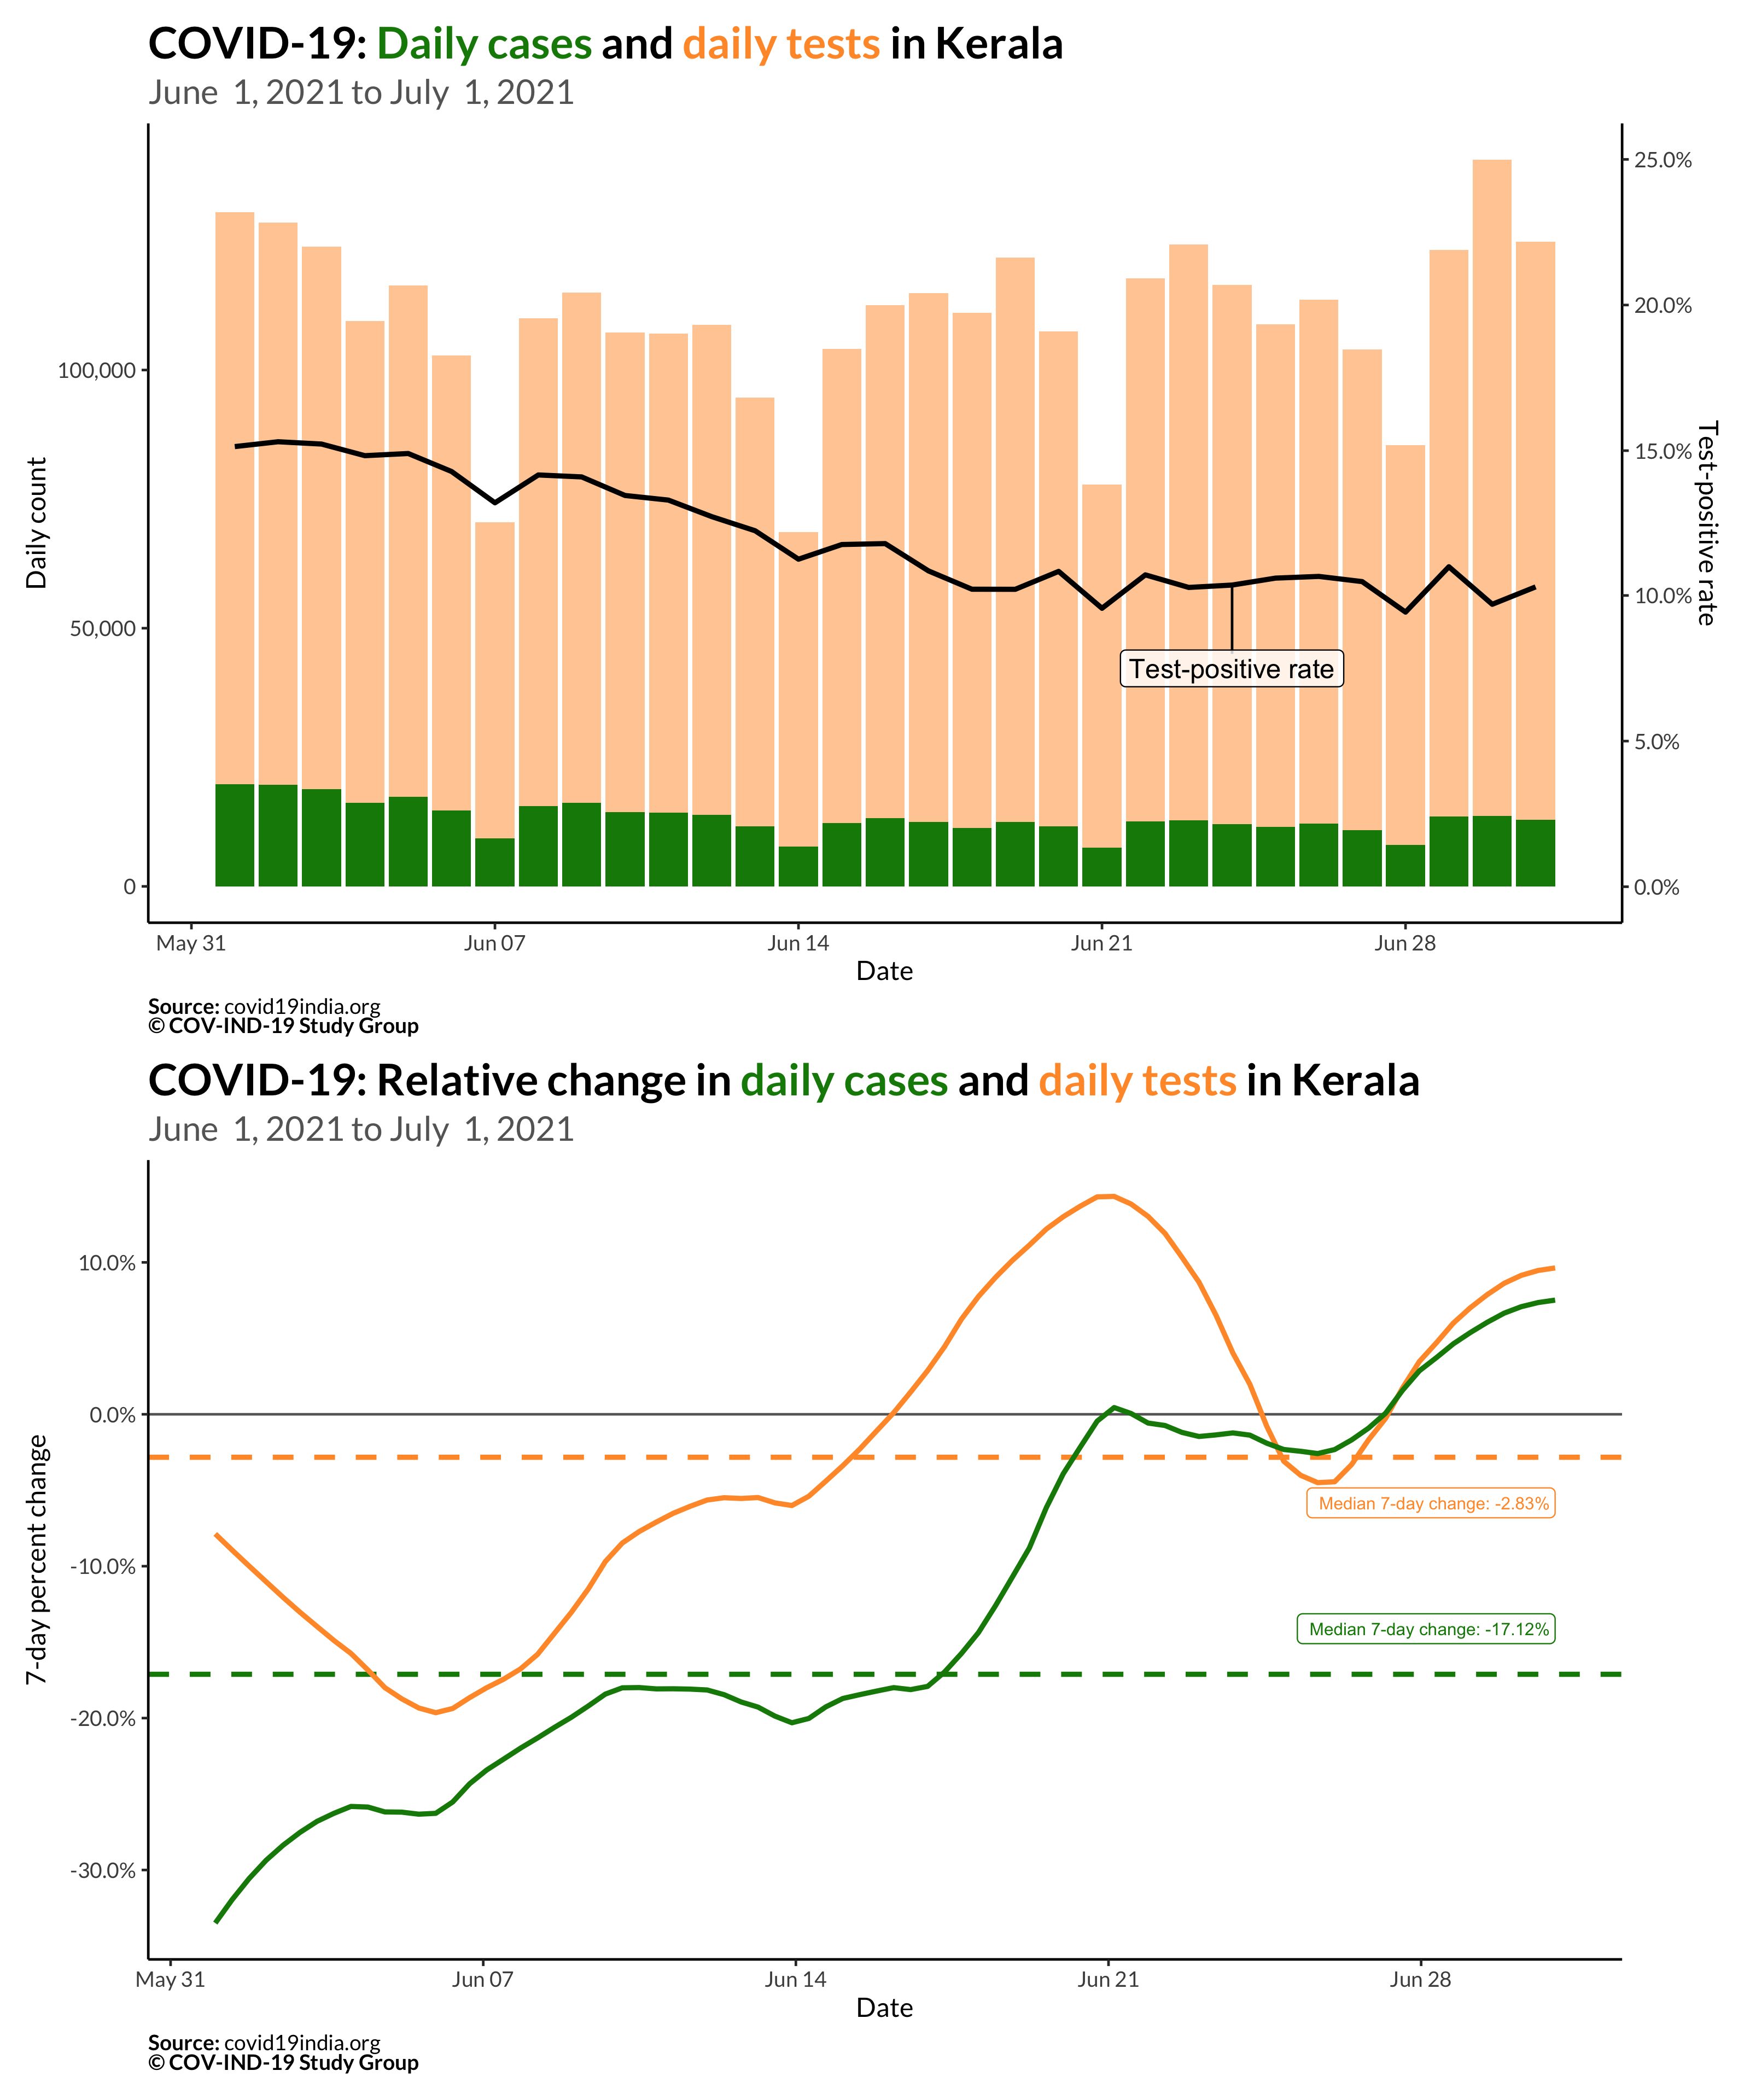 COVID-19: Daily cases and daily tests in Kerala
June 1, 2021 to July 1, 2021
25.0%
20.0%
100,000
15.0%
Daily count
Test-positive rate
10.0%
50,000
Test-positive rate
5.0%
0
0.0%
May 31 Jun 07 Jun 14 Jun 21 Jun 28
Date
Source: covid19india.org
© COV-IND-19 Study Group
COVID-19: Relative change in daily cases and daily tests in Kerala
June 1, 2021 to July 1, 2021
10.0%
0.0%
Median 7-day change: -2.83%
-10.0%
7-day percent change
Median 7-day change: -17.12%
-20.0%
-30.0%
May 31 Jun 07 Jun 14 Jun 21 Jun 28
Date
Source: covid19india.org
© COV-IND-19 Study Group